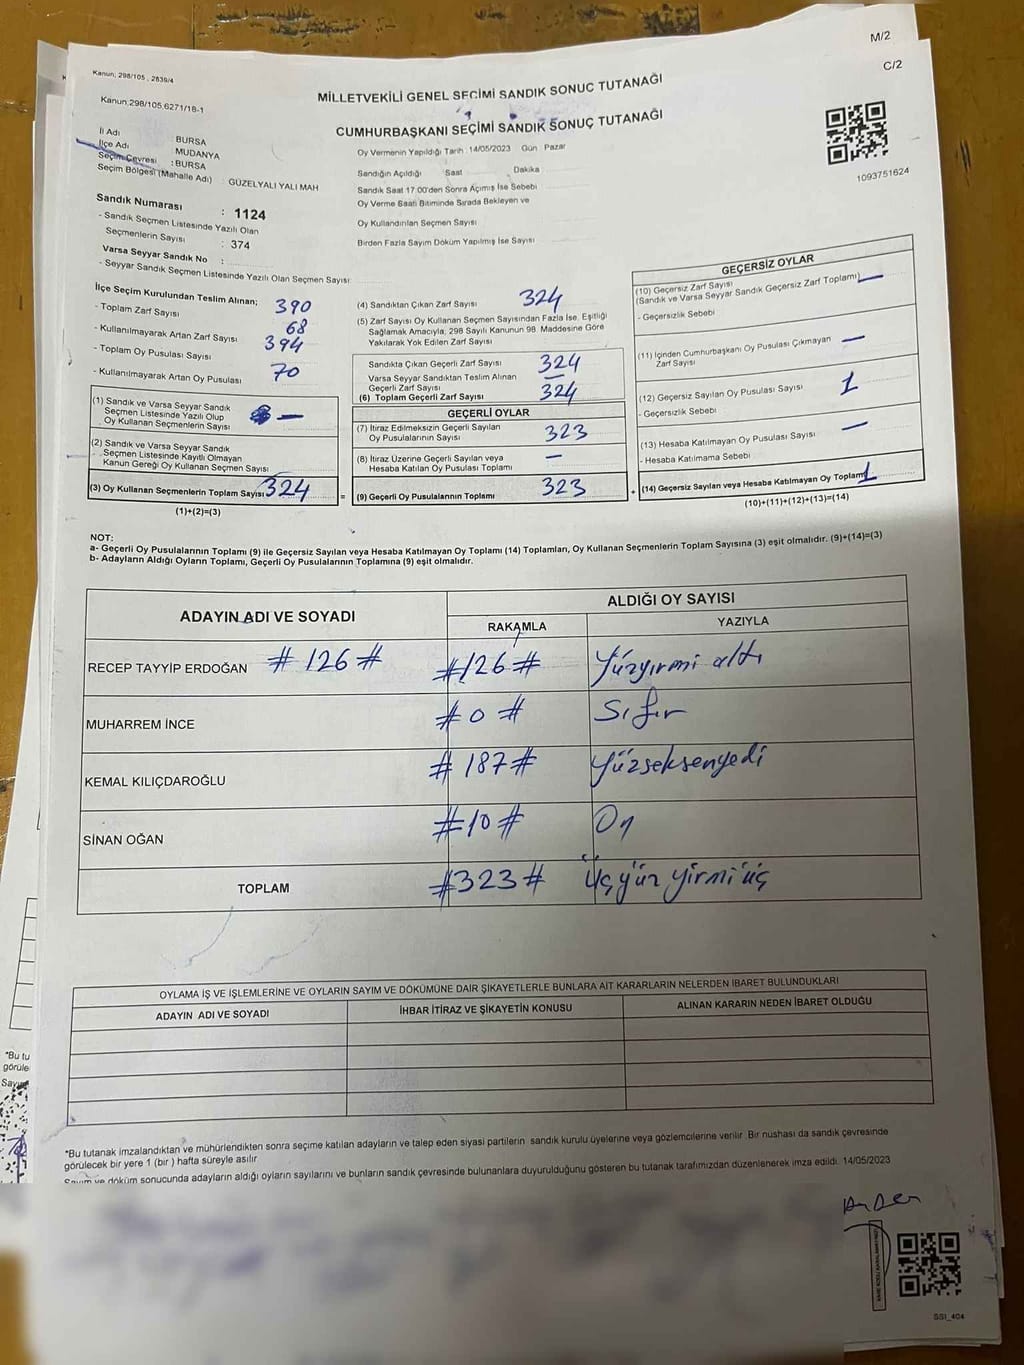 M/2
C/2
Kanun; 298/105 , 2839/4
MİLLETVEKİLİ GENEL SEÇİMİ SANDIK SONUÇ TUTANAĞI
Kanun;298/105,6271/18-1
CUMHURBAŞKANI SEÇİMİ SANDIK SONUÇ TUTANAĞI
1093751624
İl Adı : BURSA
İlçe Adı : MUDANYA
Seçim Çevresi : BURSA
Seçim Bölgesi (Mahalle Adı) : GÜZELYALI YALI MAH
Sandık Numarası : 1124
- Sandık Seçmen Listesinde Yazılı Olan
Seçmenlerin Sayısı : 374
Varsa Seyyar Sandık No :
- Seyyar Sandık Seçmen Listesinde Yazılı Olan Seçmen Sayısı:
Oy Vermenin Yapıldığı Tarih :14/05/2023 Gün : Pazar
Sandığın Açıldığı Saat Dakika
Sandık Saat 17:00'den Sonra Açımış İse Sebebi
Oy Verme Saati Bitiminde Sırada Bekleyen ve
Oy Kullandırılan Seçmen Sayısı
Birden Fazla Sayım Döküm Yapılmış İse Sayısı
İlçe Seçim Kurulundan Teslim Alınan;
- Toplam Zarf Sayısı 390
- Kullanılmayarak Artan Zarf Sayısı 68
- Toplam Oy Pusulası Sayısı 394
- Kullanılmayarak Artan Oy Pusulası 70
(1) Sandık ve Varsa Seyyar Sandık
Seçmen Listesinde Yazılı Olup
Oy Kullanan Seçmenlerin Sayısı —
(2) Sandık ve Varsa Seyyar Sandık
Seçmen Listesinde Kayıtlı Olmayan
Kanun Gereği Oy Kullanan Seçmen Sayısı
(3) Oy Kullanan Seçmenlerin Toplam Sayısı 324
(1)+(2)=(3)
=
(4) Sandıktan Çıkan Zarf Sayısı 324
(5) Zarf Sayısı Oy Kullanan Seçmen Sayısından Fazla İse, Eşitliği
Sağlamak Amacıyla; 298 Sayılı Kanunun 98. Maddesine Göre
Yakılarak Yok Edilen Zarf Sayısı
Sandıkta Çıkan Geçerli Zarf Sayısı 324
Varsa Seyyar Sandıktan Teslim Alınan
Geçerli Zarf Sayısı —
(6) Toplam Geçerli Zarf Sayısı 324
GEÇERLİ OYLAR
(7) İtiraz Edilmeksizin Geçerli Sayılan
Oy Pusulalarının Sayısı 323
(8) İtiraz Üzerine Geçerli Sayılan veya
Hesaba Katılan Oy Pusulası Toplamı —
(9) Geçerli Oy Pusulalarının Toplamı 323
+
GEÇERSİZ OYLAR
(10) Geçersiz Zarf Sayısı
(Sandık ve Varsa Seyyar Sandık Geçersiz Zarf Toplamı) —
- Geçersizlik Sebebi
(11) İçinden Cumhurbaşkanı Oy Pusulası Çıkmayan
Zarf Sayısı —
(12) Geçersiz Sayılan Oy Pusulası Sayısı 1
- Geçersizlik Sebebi
(13) Hesaba Katılmayan Oy Pusulası Sayısı —
- Hesaba Katılmama Sebebi
(14) Geçersiz Sayılan veya Hesaba Katılmayan Oy Toplamı 1
(10)+(11)+(12)+(13)=(14)
NOT:
a- Geçerli Oy Pusulalarının Toplamı (9) ile Geçersiz Sayılan veya Hesaba Katılmayan Oy Toplamı (14) Toplamları, Oy Kullanan Seçmenlerin Toplam Sayısına (3) eşit olmalıdır. (9)+(14)=(3)
b- Adayların Aldığı Oyların Toplamı, Geçerli Oy Pusulalarının Toplamına (9) eşit olmalıdır.
ADAYIN ADI VE SOYADI
ALDIĞI OY SAYISI
RAKAMLA YAZIYLA
RECEP TAYYİP ERDOĞAN # 126 # #126# Yüzyirmi altı
MUHARREM İNCE # 0 # Sıfır
KEMAL KILIÇDAROĞLU # 187# Yüzseksenyedi
SİNAN OĞAN #10# On
TOPLAM #323# Üçyüz yirmi üç
OYLAMA İŞ VE İŞLEMLERİNE VE OYLARIN SAYIM VE DÖKÜMÜNE DAİR ŞİKAYETLERLE BUNLARA AİT KARARLARIN NELERDEN İBARET BULUNDUKLARI
ADAYIN ADI VE SOYADI İHBAR İTİRAZ VE ŞİKAYETİN KONUSU ALINAN KARARIN NEDEN İBARET OLDUĞU
*Bu tutanak imzalandıktan ve mühürlendikten sonra seçime katılan adayların ve talep eden siyasi partilerin sandık kurulu üyelerine veya gözlemcilerine verilir. Bir nüshası da sandık çevresinde
görülecek bir yere 1 (bir ) hafta süreyle asılır.
Sayım ve döküm sonucunda adayların aldığı oyların sayılarını ve bunların sandık çevresinde bulunanlara duyurulduğunu gösteren bu tutanak tarafımızdan düzenlenerek imza edildi. 14/05/2023
*Bu tu
görüle
Sayı
SSI_404